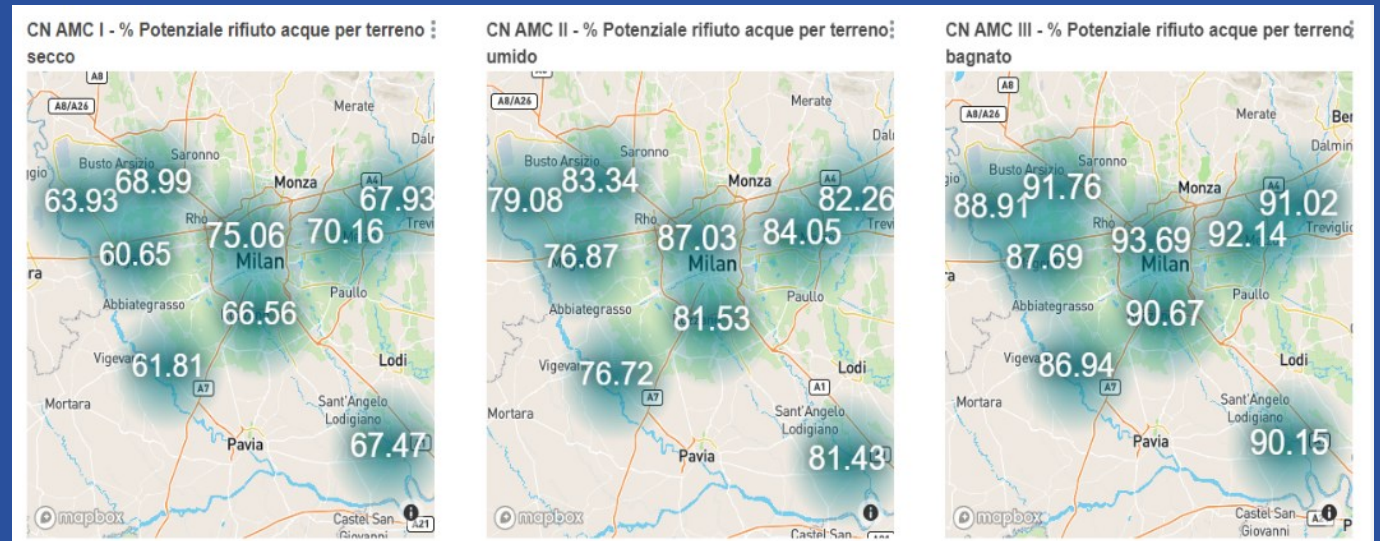 CN AMC I - % Potenziale rifiuto acque per terreno
secco
A8
A8/A26
Merate
Saronno
Busto Arsizio
68.99
63.93
Monza
A4
67.93
Rho
75.06
70.16
60.65
Milan
Abbiategrasso
Paullo
66.56
61.81
A7
Lodi
Mortara
Sant'Angelo
Lodigiano
Pavia
67.47
mapbox
Castel San
Giovanni
A21
CN AMC II - % Potenziale rifiuto acque per terreno
umido
A8/A26
Merate
Saronno
Busto Arsizio
83.34
79.08
Monza
A4
82.26
Rho
87.03
84.05
76.87
Milan
Abbiategrasso
Paullo
81.53
76.72
A7
Lodi
A1
Mortara
Sant'Angelo
Lodigiano
Pavia
81.43
mapbox
Castel San
CN AMC III - % Potenziale rifiuto acque per terreno
bagnato
A8
A8/A26
Merate
Ber
Dalmin
Saronno
Busto Arsizio
91.76
88.91
Monza
A4
91.02
Rho
93.69
92.14
Treviglio
87.69
Milan
Abbiategrasso
Paullo
90.67
86.94
A7
Lodi
Mortara
Sant'Angelo
Lodigiano
Pavia
90.15
mapbox
Castel San
Giovanni